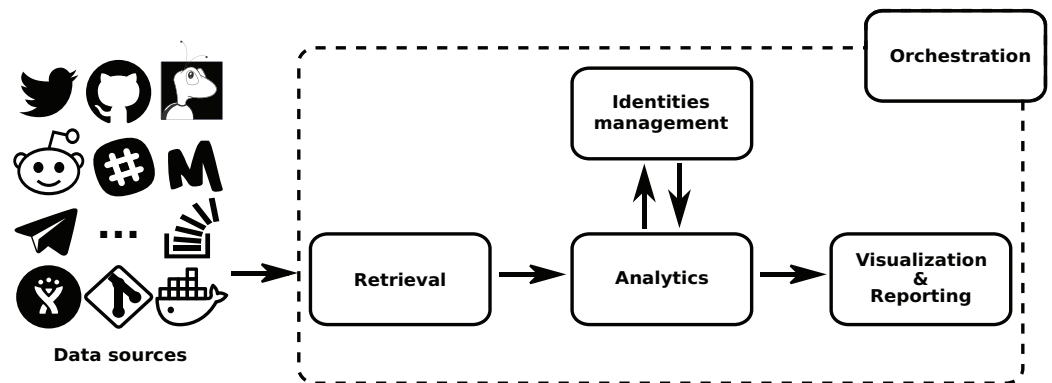 Orchestration
Identities
management
...
Retrieval
Analytics
Visualization
&
Reporting
Data sources